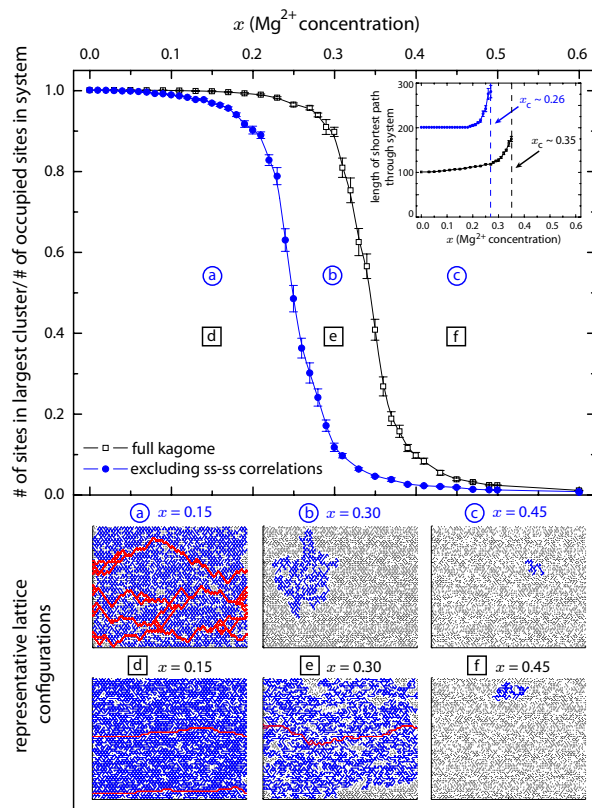 x (Mg2+ concentration)
0.0 0.1 0.2 0.3 0.4 0.5 0.6
# of sites in largest cluster/ # of occupied sites in system
1.0
0.8
0.6
0.4
0.2
0.0
length of shortest path
through system
300
200
100
0
xc ~ 0.26
xc ~ 0.35
0.0 0.1 0.2 0.3 0.4 0.5 0.6
x (Mg2+ concentration)
a
b
c
d
e
f
full kagome
excluding ss-ss correlations
representative lattice
configurations
a x = 0.15
b x = 0.30
c x = 0.45
d x = 0.15
e x = 0.30
f x = 0.45